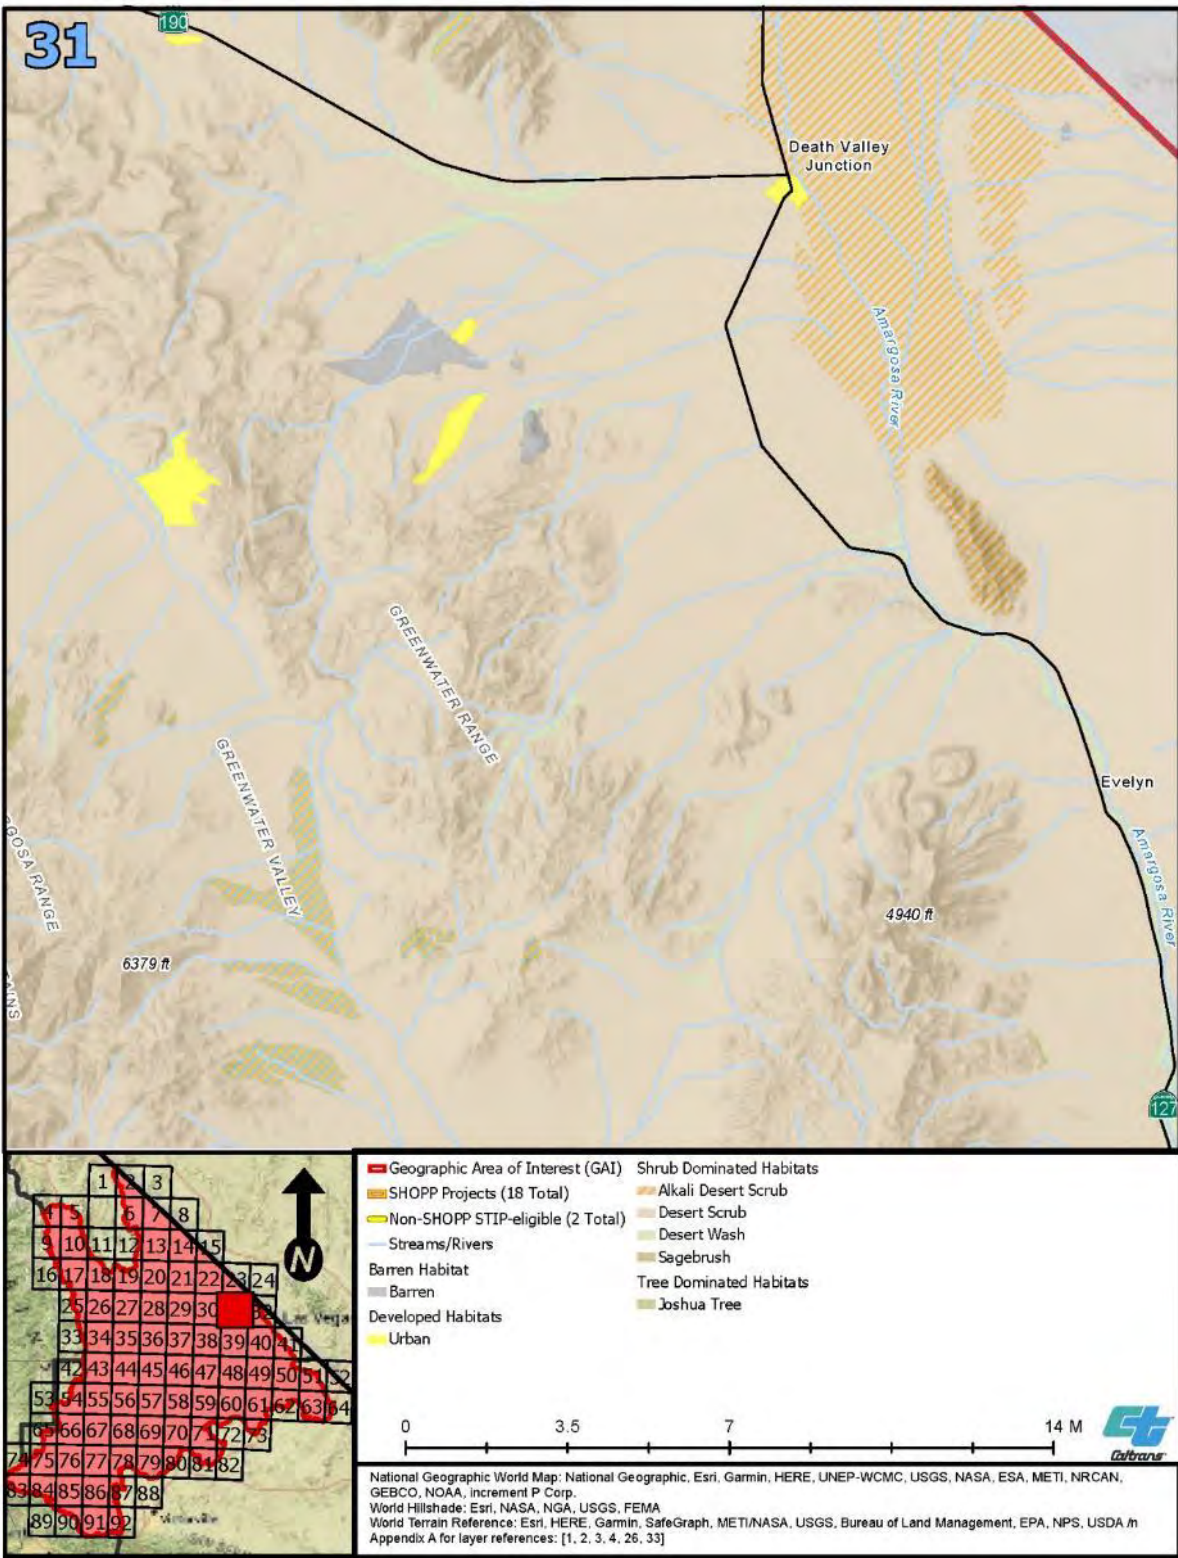 31
190
Death Valley
Junction
Amargosa River
GREENWATER RANGE
GREENWATER VALLEY
Evelyn
Amargosa River
GOSA RANGE
4940 ft
6379 ft
AINS
127
1 2 3
4 5 6 7 8
9 10 11 12 13 14 15
16 17 18 19 20 21 22 23 24
25 26 27 28 29 30 32
33 34 35 36 37 38 39 40 41
42 43 44 45 46 47 48 49 50 51 52
53 54 55 56 57 58 59 60 61 62 63 64
65 66 67 68 69 70 71 72 73
74 75 76 77 78 79 80 81 82
83 84 85 86 87 88
89 90 91 92
N
Las Vega
Geographic Area of Interest (GAI)
SHOPP Projects (18 Total)
Non-SHOPP STIP-eligible (2 Total)
Streams/Rivers
Barren Habitat
Barren
Developed Habitats
Urban
Shrub Dominated Habitats
Alkali Desert Scrub
Desert Scrub
Desert Wash
Sagebrush
Tree Dominated Habitats
Joshua Tree
0 3.5 7 14 M
Caltrans
National Geographic World Map: National Geographic, Esri, Garmin, HERE, UNEP-WCMC, USGS, NASA, ESA, METI, NRCAN,
GEBCO, NOAA, increment P Corp.
World Hillshade: Esri, NASA, NGA, USGS, FEMA
World Terrain Reference: Esri, HERE, Garmin, SafeGraph, METI/NASA, USGS, Bureau of Land Management, EPA, NPS, USDA /n
Appendix A for layer references: [1, 2, 3, 4, 26, 33]